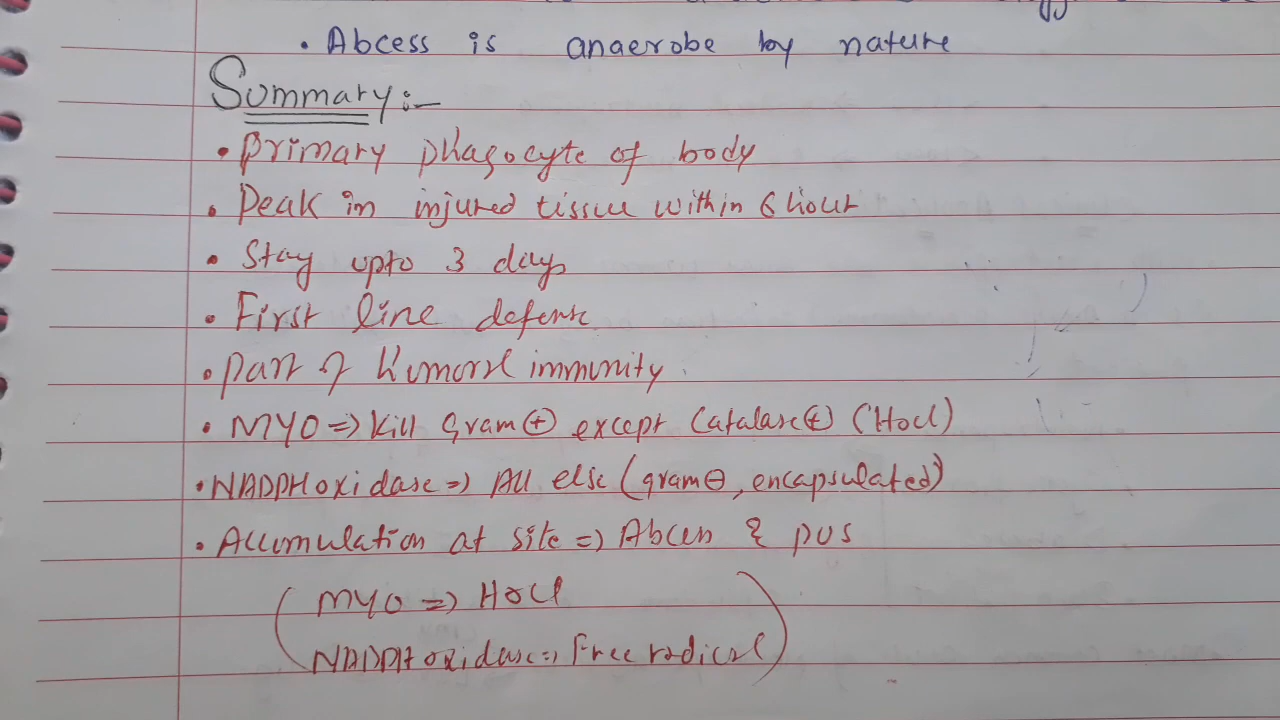 • Abcess is anaerobe by nature
Summary:-
• Primary phagocyte of body
• Peak in injured tissue within 6 hour
• Stay upto 3 days
• First line defense
• Part of Humoral immunity.
• MYO => Kill Gram ⊕ except Catalase ⊕ (Hocl)
• NADPH oxidase => All else (gram ⊖, encapsulated)
• Accumulation at site => Abcess & pus
(MYO => HOCl
NADPH oxidase => Free radical)